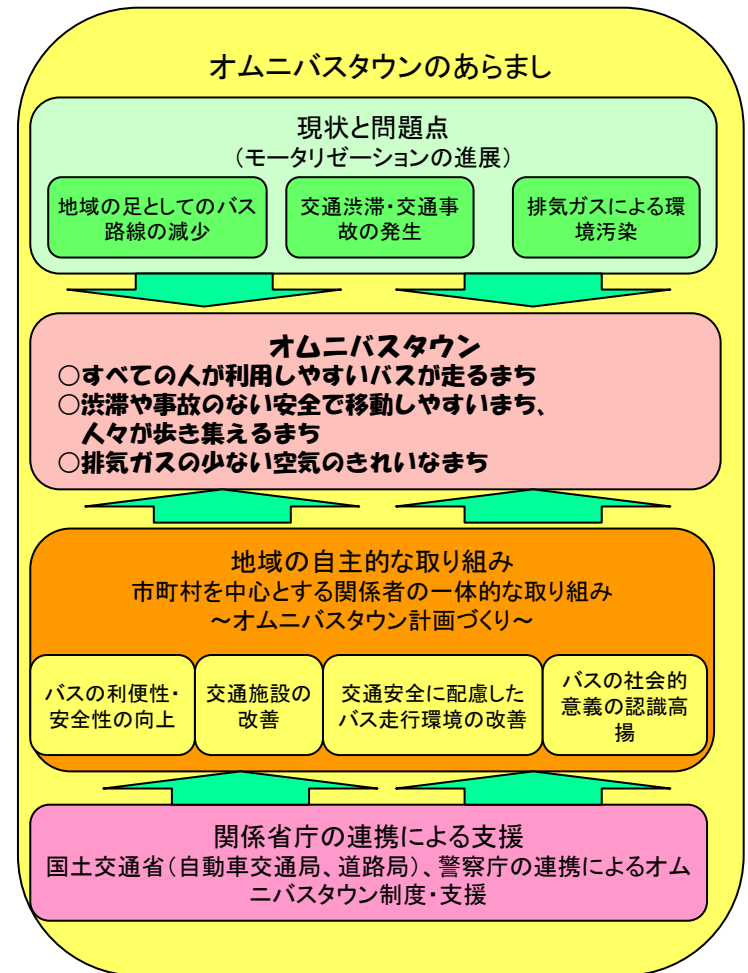 オムニバスタウンのあらまし
現状と問題点
（モータリゼーションの進展）
地域の足としてのバス
路線の減少
交通渋滞・交通事
故の発生
排気ガスによる環
境汚染
オムニバスタウン
○すべての人が利用しやすいバスが走るまち
○渋滞や事故のない安全で移動しやすいまち、
人々が歩き集えるまち
○排気ガスの少ない空気のきれいなまち
地域の自主的な取り組み
市町村を中心とする関係者の一体的な取り組み
～オムニバスタウン計画づくり～
バスの利便性・
安全性の向上
交通施設の
改善
交通安全に配慮した
バス走行環境の改善
バスの社会的
意義の認識高
揚
関係省庁の連携による支援
国土交通省（自動車交通局、道路局）、警察庁の連携によるオム
ニバスタウン制度・支援